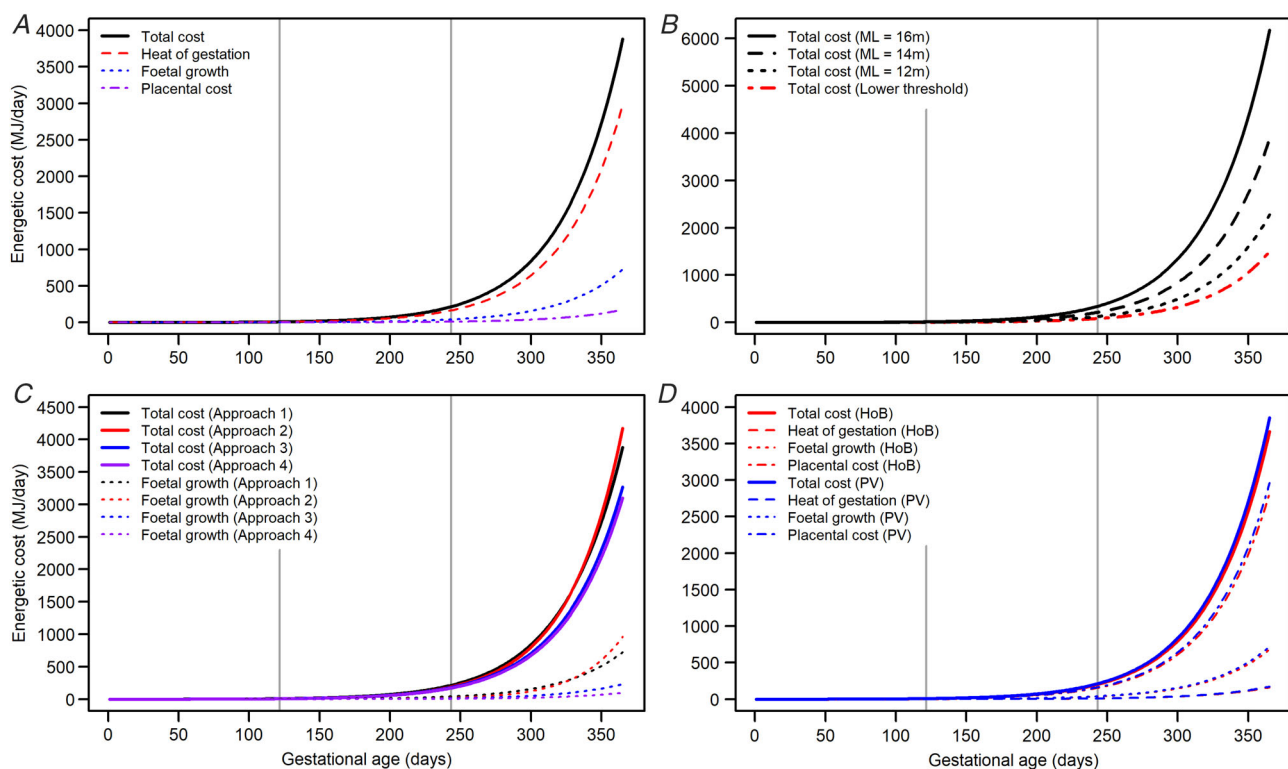 A
Total cost
Heat of gestation
Foetal growth
Placental cost
Energetic cost (MJ/day)
4000
3500
3000
2500
2000
1500
1000
500
0
0 50 100 150 200 250 300 350
B
Total cost (ML = 16m)
Total cost (ML = 14m)
Total cost (ML = 12m)
Total cost (Lower threshold)
6000
5000
4000
3000
2000
1000
0
0 50 100 150 200 250 300 350
C
Total cost (Approach 1)
Total cost (Approach 2)
Total cost (Approach 3)
Total cost (Approach 4)
Foetal growth (Approach 1)
Foetal growth (Approach 2)
Foetal growth (Approach 3)
Foetal growth (Approach 4)
Energetic cost (MJ/day)
4500
4000
3500
3000
2500
2000
1500
1000
500
0
0 50 100 150 200 250 300 350
Gestational age (days)
D
Total cost (HoB)
Heat of gestation (HoB)
Foetal growth (HoB)
Placental cost (HoB)
Total cost (PV)
Heat of gestation (PV)
Foetal growth (PV)
Placental cost (PV)
4000
3500
3000
2500
2000
1500
1000
500
0
0 50 100 150 200 250 300 350
Gestational age (days)